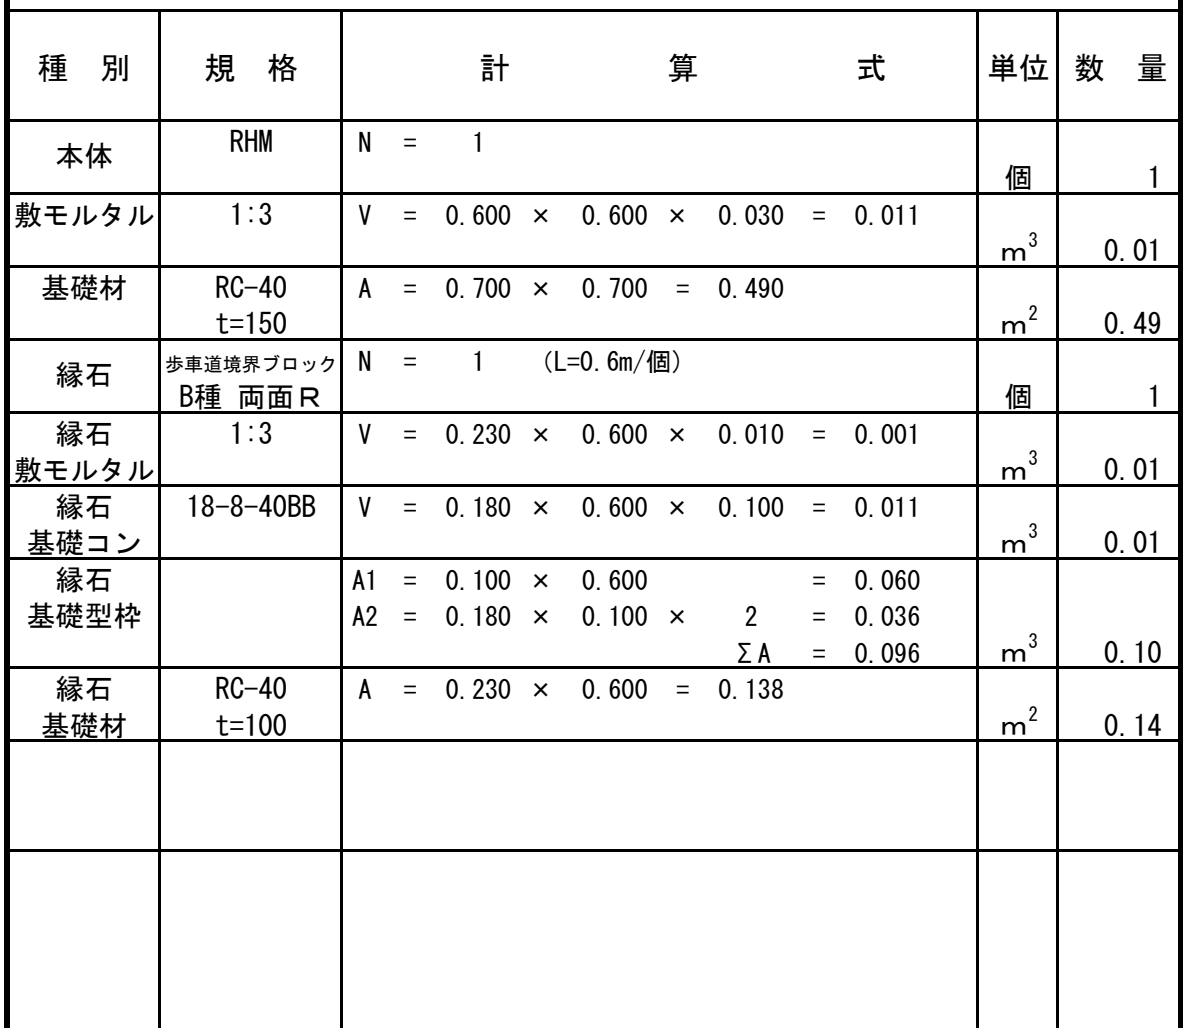 種 別 規 格 計 算 式 単位 数 量
本体 RHM N = 1 個 1
敷モルタル 1:3 V = 0.600 × 0.600 × 0.030 = 0.011 m³ 0.01
基礎材 RC-40 A = 0.700 × 0.700 = 0.490
t=150 m² 0.49
縁石 歩車道境界ブロック N = 1 (L=0.6m/個)
B種 両面R 個 1
縁石 1:3 V = 0.230 × 0.600 × 0.010 = 0.001
敷モルタル m³ 0.01
縁石 18-8-40BB V = 0.180 × 0.600 × 0.100 = 0.011
基礎コン m³ 0.01
縁石 A1 = 0.100 × 0.600 = 0.060
基礎型枠 A2 = 0.180 × 0.100 × 2 = 0.036
ΣA = 0.096 m³ 0.10
縁石 RC-40 A = 0.230 × 0.600 = 0.138
基礎材 t=100 m² 0.14